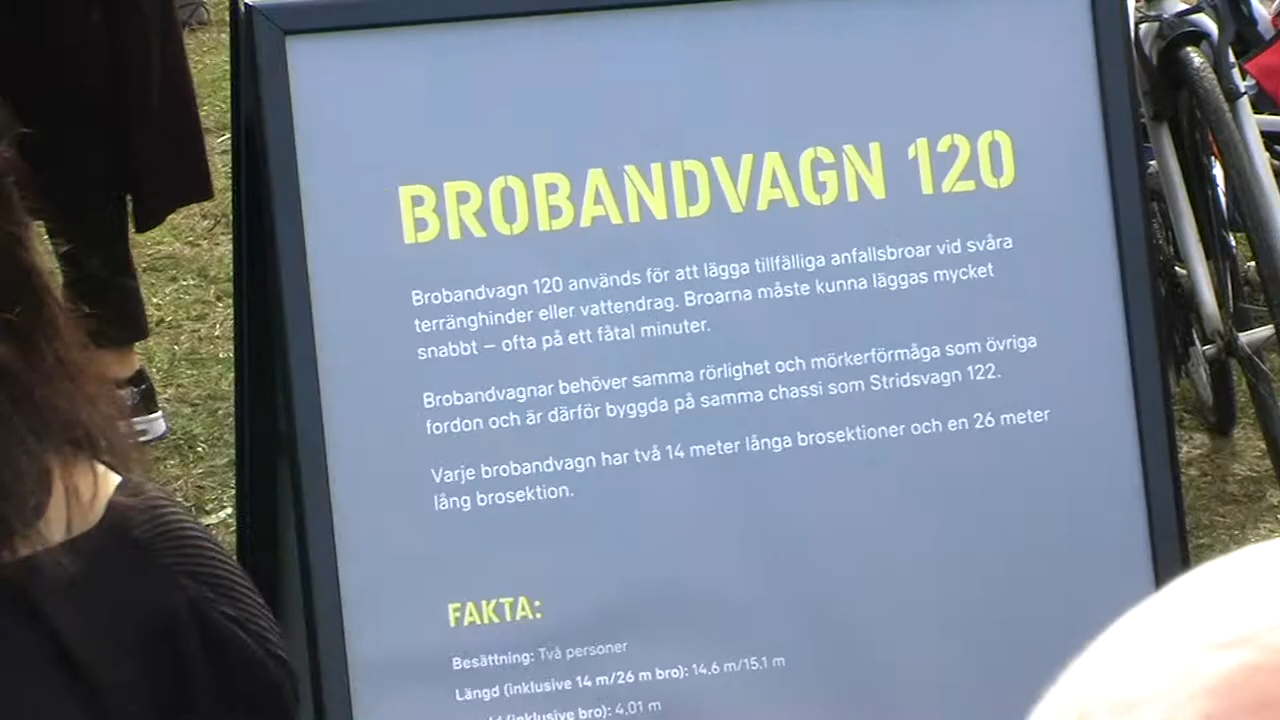 BROBANDVAGN 120
Brobandvagn 120 används för att lägga tillfälliga anfallsbroar vid svåra
terränghinder eller vattendrag. Broarna måste kunna läggas mycket
snabbt – ofta på ett fåtal minuter.
Brobandvagnar behöver samma rörlighet och mörkerförmåga som övriga
fordon och är därför byggda på samma chassi som Stridsvagn 122.
Varje brobandvagn har två 14 meter långa brosektioner och en 26 meter
lång brosektion.
FAKTA:
Besättning: Två personer
Längd (inklusive 14 m/26 m bro): 14,6 m/15,1 m
(inklusive bro): 4,01 m